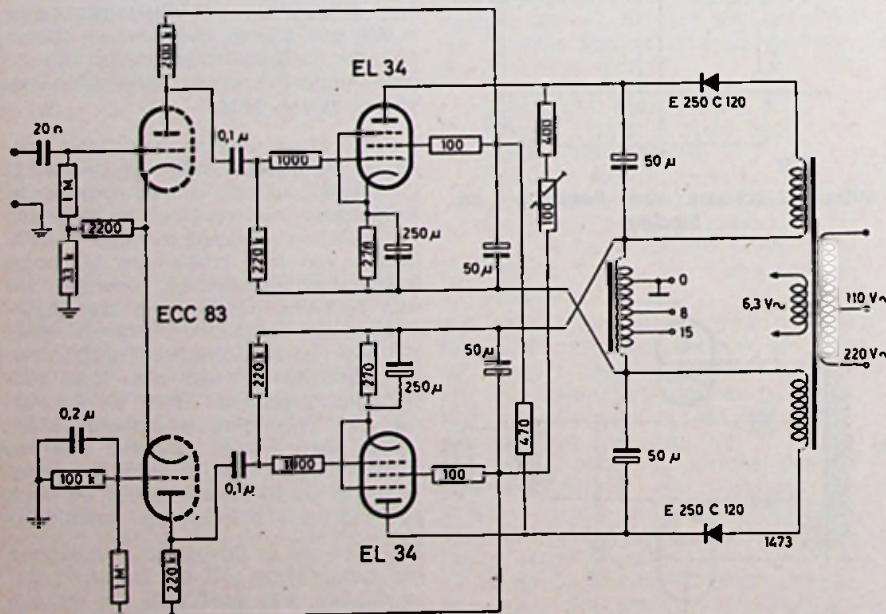 200 k
EL 34
20 n
0,1 µ
400
E 250 C 120
1000
100
50 µ
1 M
2200
100
33 k
220 k
270
250 µ
50 µ
0
8
15
6,3 V~
110 V~
220 V~
ECC 83
220 k
270
250 µ
50 µ
0,2 µ
470
50 µ
100 k
0,1 µ
1000
100
E 250 C 120
1473
EL 34
1 M
220 k